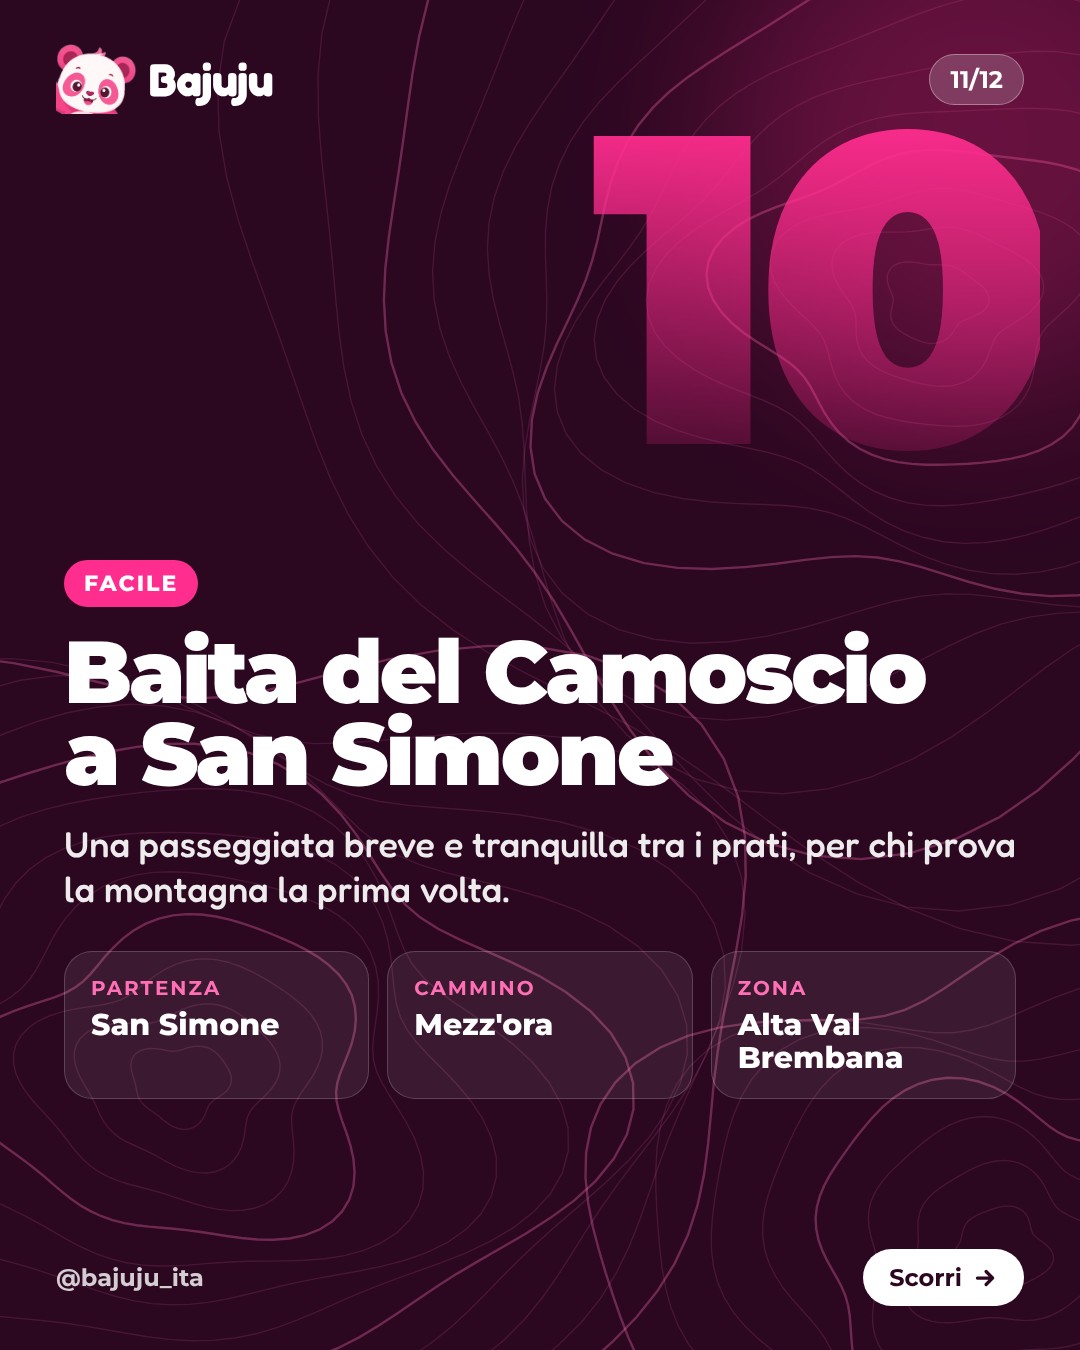 Bajuju
11/12
10
FACILE
Baita del Camoscio
a San Simone
Una passeggiata breve e tranquilla tra i prati, per chi prova
la montagna la prima volta.
PARTENZA
San Simone
CAMMINO
Mezz'ora
ZONA
Alta Val
Brembana
@bajuju_ita
Scorri →